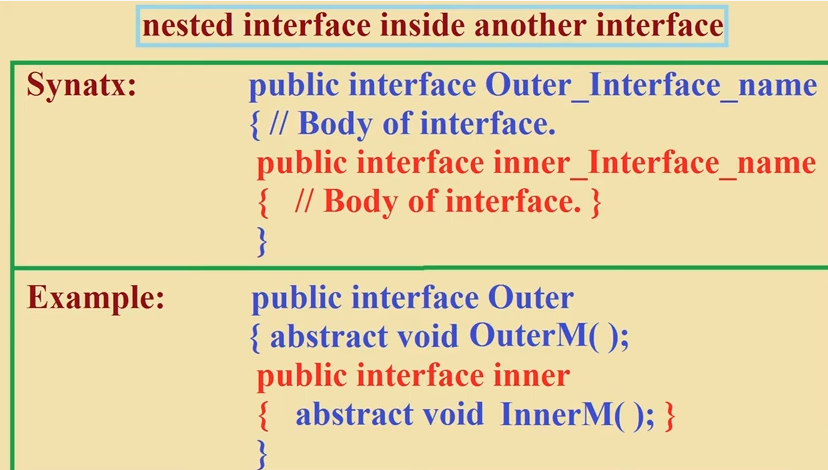 nested interface inside another interface
Synatx: public interface Outer_Interface_name
{ // Body of interface.
public interface inner_Interface_name
{ // Body of interface. }
}
Example: public interface Outer
{ abstract void OuterM( );
public interface inner
{ abstract void InnerM( ); }
}